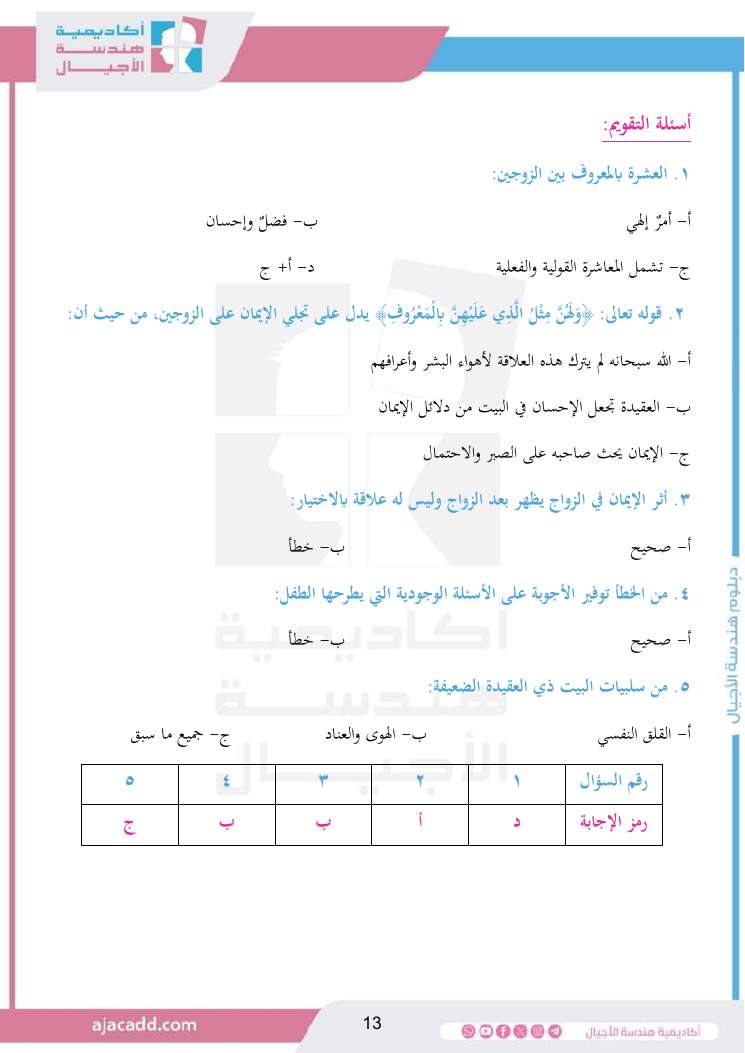 أكاديمية
هندسة
الأجيال
أسئلة التقويم:
١. العشرة بالمعروف بين الزوجين:
أ- أمرٌ إلهي ب- فضلٌ وإحسان
ج- تشمل المعاشرة القولية والفعلية د- أ+ ج
٢. قوله تعالى: ﴿وَلَهُنَّ مِثْلُ الَّذِي عَلَيْهِنَّ بِالْمَعْرُوفِ﴾ يدل على تجلي الإيمان على الزوجين، من حيث أن:
أ- الله سبحانه لم يترك هذه العلاقة لأهواء البشر وأعرافهم
ب- العقيدة تجعل الإحسان في البيت من دلائل الإيمان
ج- الإيمان يحث صاحبه على الصبر والاحتمال
٣. أثر الإيمان في الزواج يظهر بعد الزواج وليس له علاقة بالاختيار:
أ- صحيح ب- خطأ
٤. من الخطأ توفير الأجوبة على الأسئلة الوجودية التي يطرحها الطفل:
أ- صحيح ب- خطأ
٥. من سلبيات البيت ذي العقيدة الضعيفة:
أ- القلق النفسي ب- الهوى والعناد ج- جميع ما سبق
رقم السؤال ١ ٢ ٣ ٤ ٥
رمز الإجابة د أ ب ب ج
أكاديمية
هندسة
الأجيال
دبلوم هندسة الأجيال
أكاديمية هندسة الأجيال
13
ajacadd.com